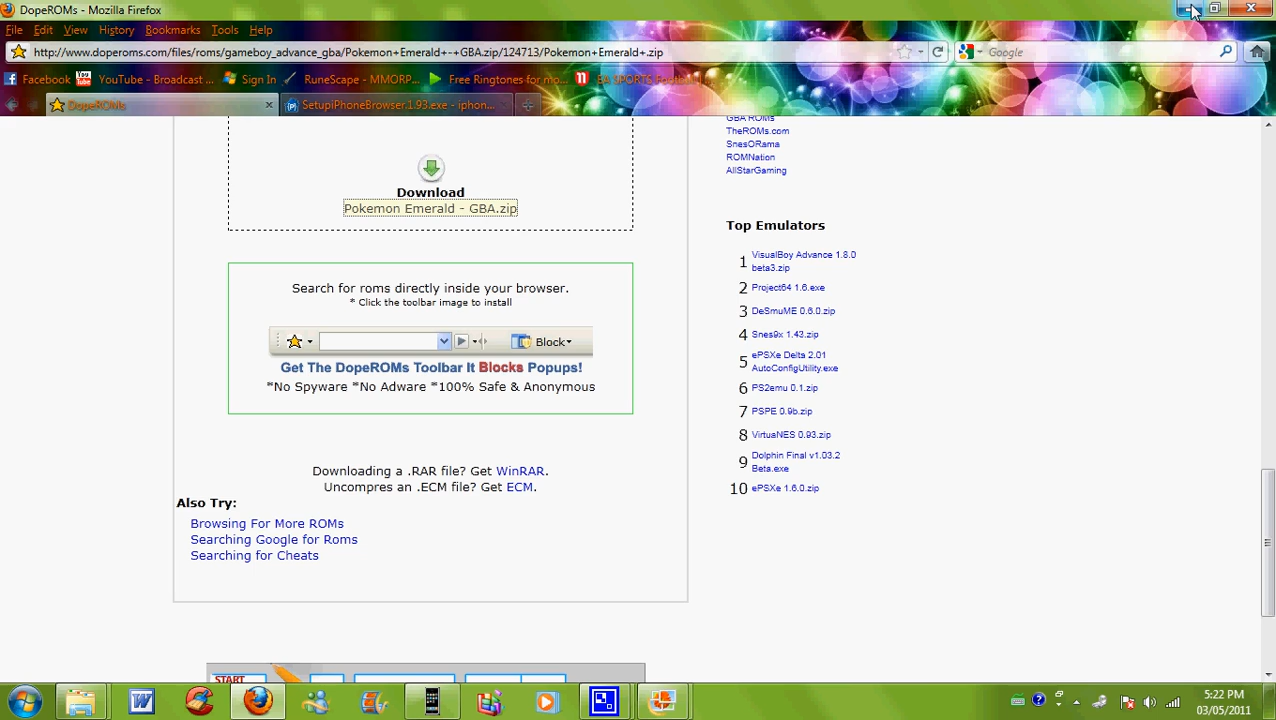 DopeROMs - Mozilla Firefox
File Edit View History Bookmarks Tools Help
http://www.doperoms.com/files/roms/gameboy_advance_gba/Pokemon+Emerald+-+GBA.zip/124713/Pokemon+Emerald+.zip
Google
Facebook YouTube - Broadcast ... Sign In RuneScape - MMORP... Free Ringtones for mo... EA SPORTS Football
DopeROMs SetupiPhoneBrowser.1.93.exe - iphon...
GBA ROMs
TheROMs.com
SnesORama
ROMNation
AllStarGaming
Download
Pokemon Emerald - GBA.zip
Top Emulators
1 VisualBoy Advance 1.8.0
beta3.zip
2 Project64 1.6.exe
3 DeSmuME 0.6.0.zip
4 Snes9x 1.43.zip
5 ePSXe Delta 2.01
AutoConfigUtility.exe
6 PS2emu 0.1.zip
7 PSPE 0.9b.zip
8 VirtuaNES 0.93.zip
9 Dolphin Final v1.03.2
Beta.exe
10 ePSXe 1.6.0.zip
Search for roms directly inside your browser.
* Click the toolbar image to install
Block
Get The DopeROMs Toolbar It Blocks Popups!
*No Spyware *No Adware *100% Safe & Anonymous
Downloading a .RAR file? Get WinRAR.
Uncompres an .ECM file? Get ECM.
Also Try:
Browsing For More ROMs
Searching Google for Roms
Searching for Cheats
START
5:22 PM
03/05/2011